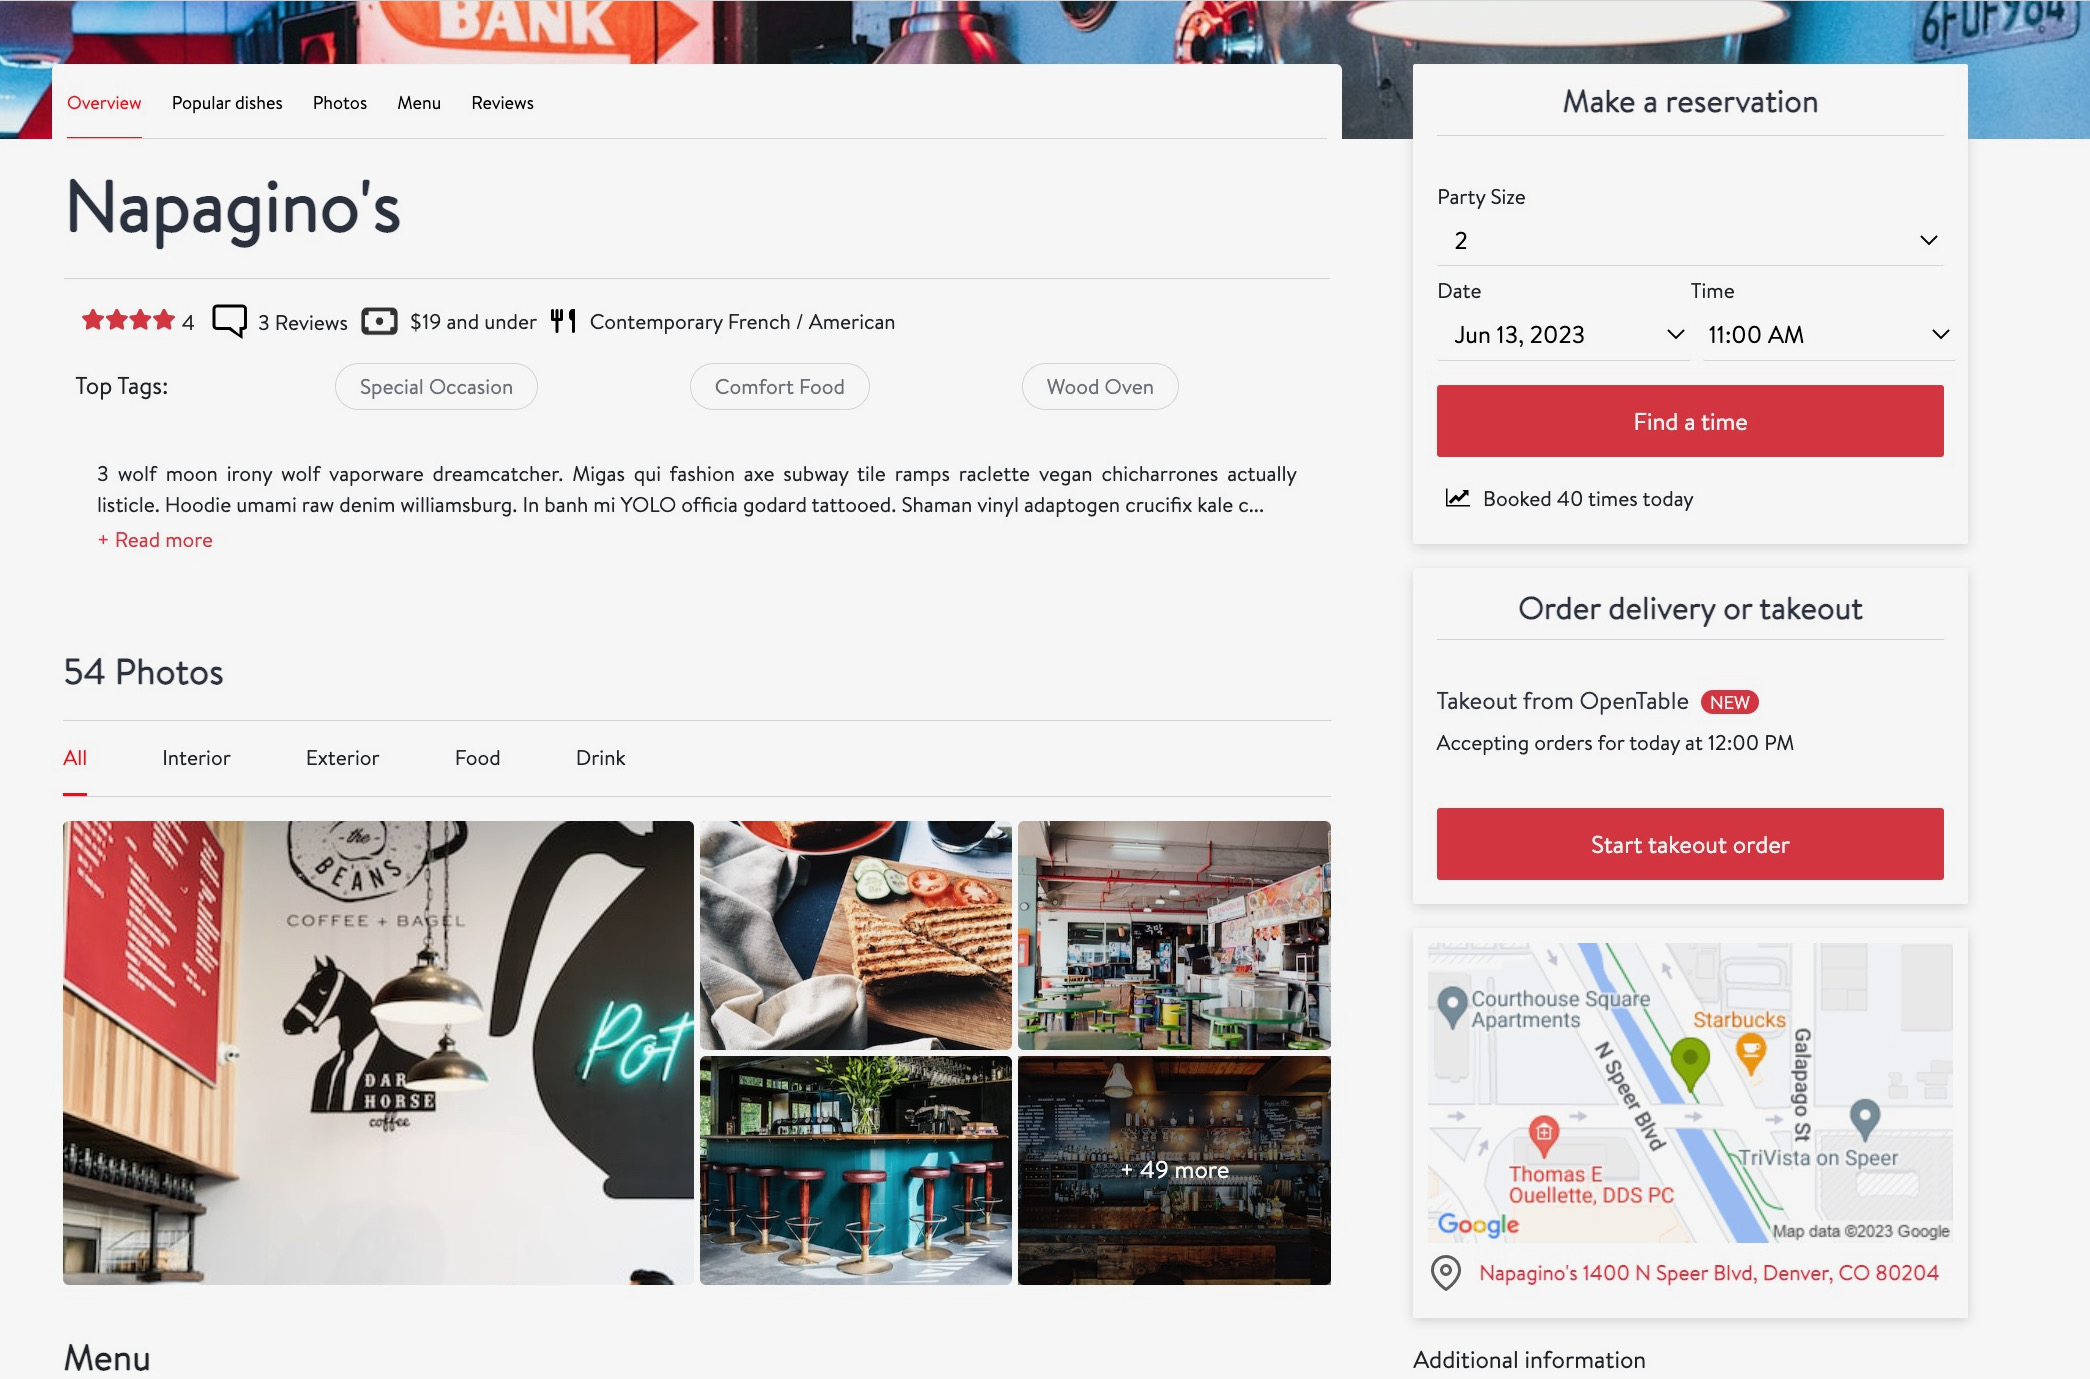 BANK
6FUF984
Overview Popular dishes Photos Menu Reviews
Napagino's
4 3 Reviews $19 and under Contemporary French / American
Top Tags: Special Occasion Comfort Food Wood Oven
3 wolf moon irony wolf vaporware dreamcatcher. Migas qui fashion axe subway tile ramps raclette vegan chicharrones actually
listicle. Hoodie umami raw denim williamsburg. In banh mi YOLO officia godard tattooed. Shaman vinyl adaptogen crucifix kale c...
+ Read more
54 Photos
All Interior Exterior Food Drink
the
BEANS
COFFEE + BAGEL
DAR
HORSE
coffee
Pot
+ 49 more
Menu
Make a reservation
Party Size
2
Date Time
Jun 13, 2023 11:00 AM
Find a time
Booked 40 times today
Order delivery or takeout
Takeout from OpenTable NEW
Accepting orders for today at 12:00 PM
Start takeout order
Courthouse Square
Apartments
Starbucks
N Speer Blvd
Galapago St
TriVista on Speer
Thomas E
Ouellette, DDS PC
Google
Map data ©2023 Google
Napagino's 1400 N Speer Blvd, Denver, CO 80204
Additional information